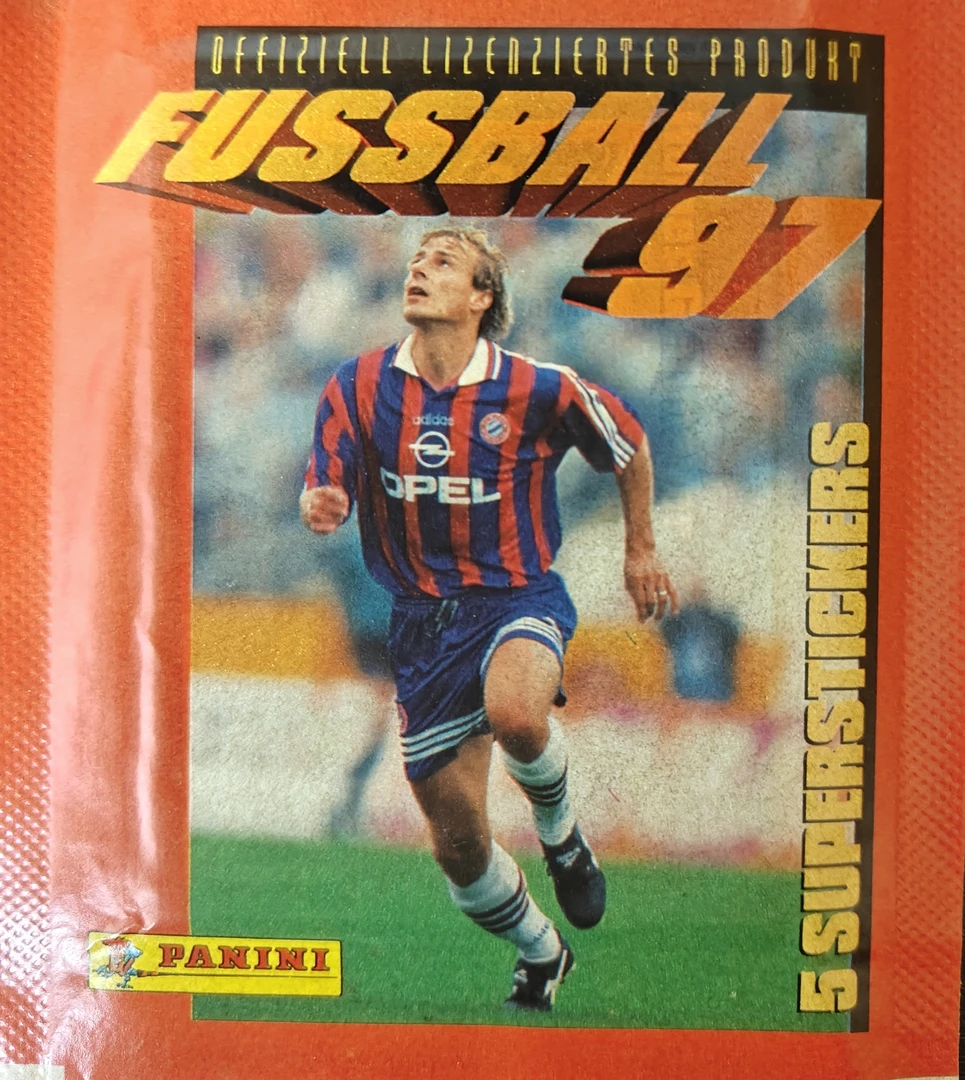 OFFIZIELL LIZENZIERTES PRODUKT
FUSSBALL
97
adidas
OPEL
5 SUPERSTICKERS
PANINI